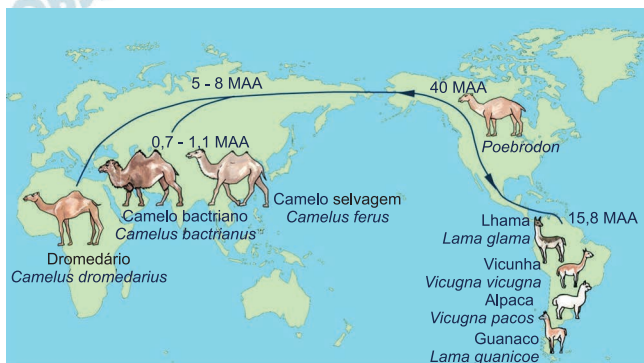 5 - 8 MAA
40 MAA
Poebrodon
0,7 - 1,1 MAA
Camelo selvagem
Camelus ferus
Camelo bactriano
Camelus bactrianus
Dromedário
Camelus dromedarius
15,8 MAA
Lhama
Lama glama
Vicunha
Vicugna vicugna
Alpaca
Vicugna pacos
Guanaco
Lama guanicoe